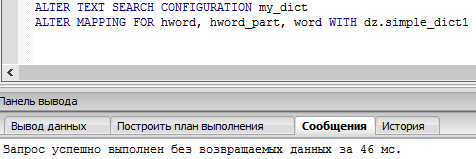 ALTER TEXT SEARCH CONFIGURATION my_dict
ALTER MAPPING FOR hword, hword_part, word WITH dz.simple_dict1
Панель вывода
Вывод данных Построить план выполнения Сообщения История
Запрос успешно выполнен без возвращаемых данных за 46 мс.